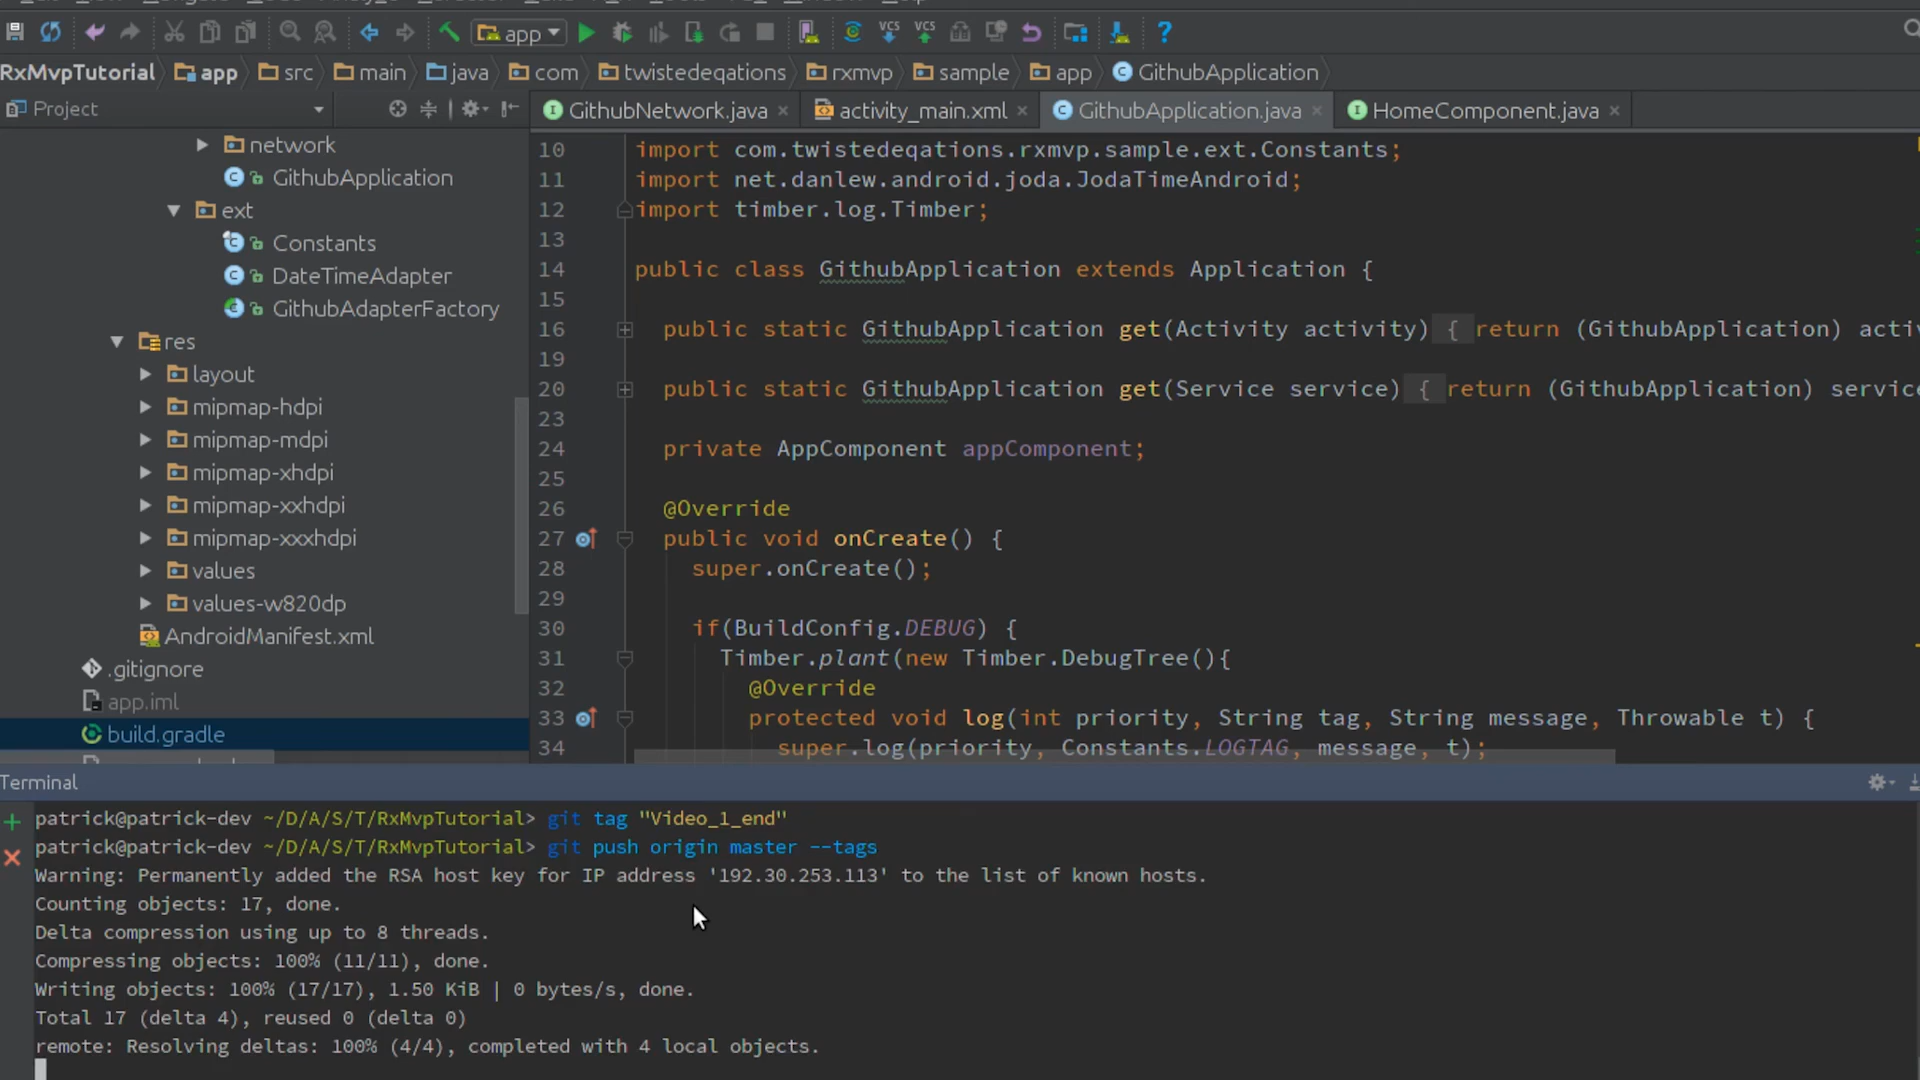 app
RxMvpTutorial app src main java com twistedeqations rxmvp sample app GithubApplication
Project
GithubNetwork.java activity_main.xml GithubApplication.java HomeComponent.java
network
GithubApplication
ext
Constants
DateTimeAdapter
GithubAdapterFactory
res
layout
mipmap-hdpi
mipmap-mdpi
mipmap-xhdpi
mipmap-xxhdpi
mipmap-xxxhdpi
values
values-w820dp
AndroidManifest.xml
.gitignore
app.iml
build.gradle
10 import com.twistedeqations.rxmvp.sample.ext.Constants;
11 import net.danlew.android.joda.JodaTimeAndroid;
12 import timber.log.Timber;
13
14 public class GithubApplication extends Application {
15
16 public static GithubApplication get(Activity activity) { return (GithubApplication) activ
19
20 public static GithubApplication get(Service service) { return (GithubApplication) service
23
24 private AppComponent appComponent;
25
26 @Override
27 public void onCreate() {
28 super.onCreate();
29
30 if(BuildConfig.DEBUG) {
31 Timber.plant(new Timber.DebugTree(){
32 @Override
33 protected void log(int priority, String tag, String message, Throwable t) {
34 super.log(priority, Constants.LOGTAG, message, t);
Terminal
patrick@patrick-dev ~/D/A/S/T/RxMvpTutorial> git tag "Video_1_end"
patrick@patrick-dev ~/D/A/S/T/RxMvpTutorial> git push origin master --tags
Warning: Permanently added the RSA host key for IP address '192.30.253.113' to the list of known hosts.
Counting objects: 17, done.
Delta compression using up to 8 threads.
Compressing objects: 100% (11/11), done.
Writing objects: 100% (17/17), 1.50 KiB | 0 bytes/s, done.
Total 17 (delta 4), reused 0 (delta 0)
remote: Resolving deltas: 100% (4/4), completed with 4 local objects.